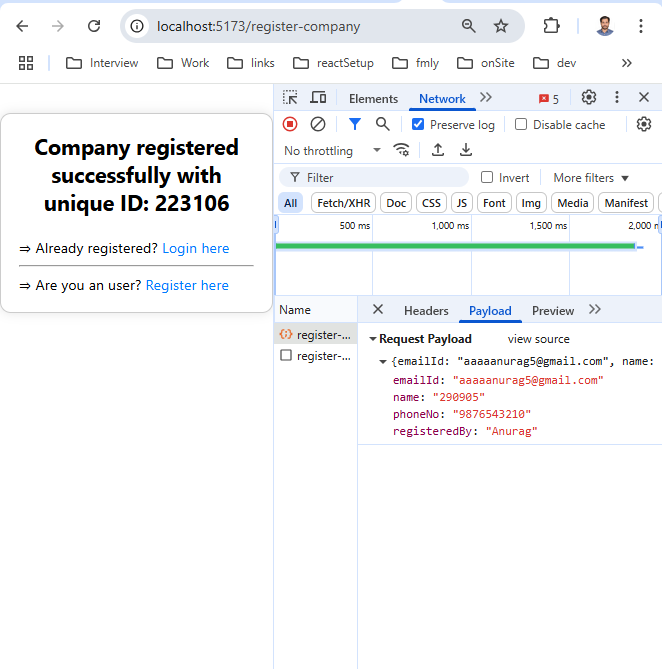 localhost:5173/register-company
Interview Work links reactSetup fmly onSite dev
Elements Network 5
Preserve log Disable cache
No throttling
Filter Invert More filters
All Fetch/XHR Doc CSS JS Font Img Media Manifest
500 ms 1,000 ms 1,500 ms 2,000 ms
Company registered
successfully with
unique ID: 223106
⇒ Already registered? Login here
⇒ Are you an user? Register here
Name
register-...
register-...
Headers Payload Preview
Request Payload view source
{emailId: "aaaaanurag5@gmail.com", name:
emailId: "aaaaanurag5@gmail.com"
name: "290905"
phoneNo: "9876543210"
registeredBy: "Anurag"